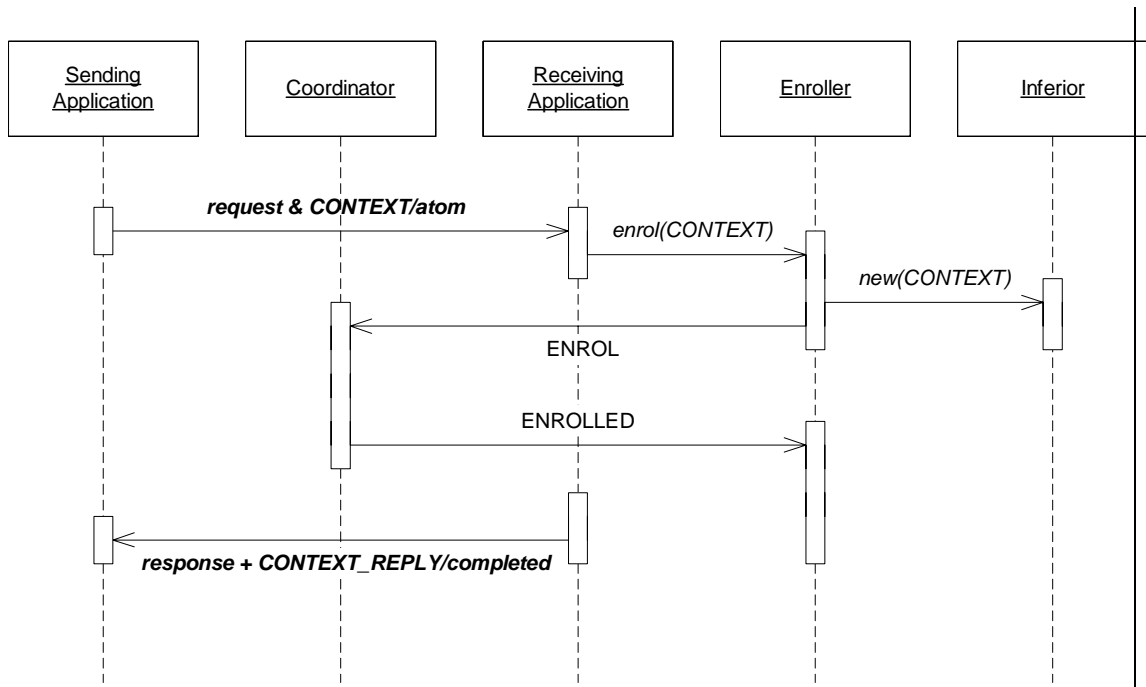 Sending
Application
Coordinator
Receiving
Application
Enroller
Inferior
request & CONTEXT/atom
enrol(CONTEXT)
new(CONTEXT)
ENROL
ENROLLED
response + CONTEXT_REPLY/completed